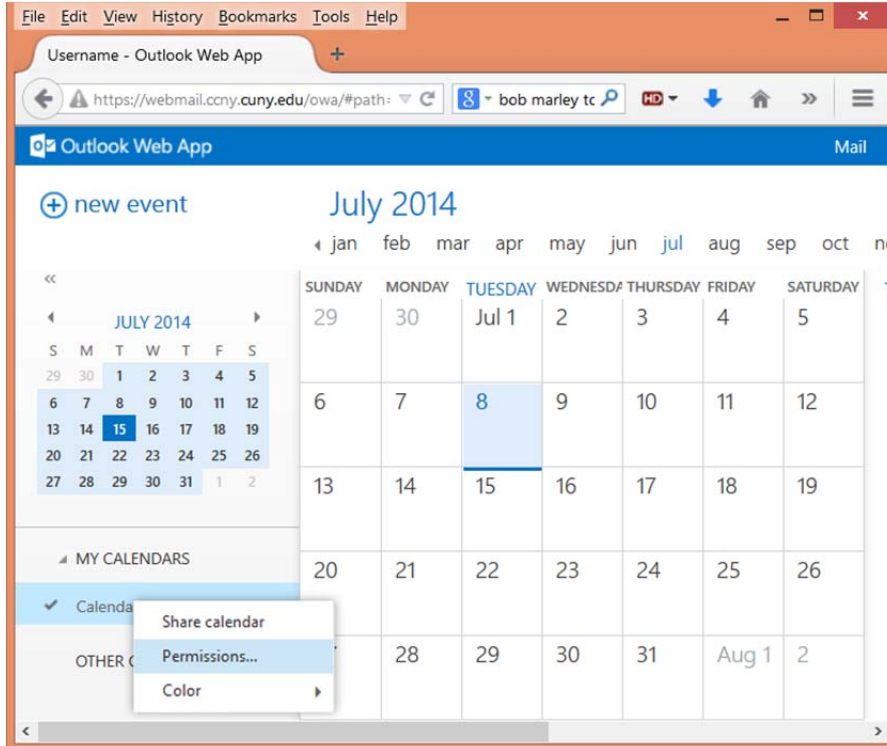 File Edit View History Bookmarks Tools Help
Username - Outlook Web App
https://webmail.ccny.cuny.edu/owa/#path: 8 bob marley tc HD
Outlook Web App Mail
new event
July 2014
jan feb mar apr may jun jul aug sep oct
SUNDAY MONDAY TUESDAY WEDNESDA THURSDAY FRIDAY SATURDAY
JULY 2014
S M T W T F S
29 30 1 2 3 4 5
6 7 8 9 10 11 12
13 14 15 16 17 18 19
20 21 22 23 24 25 26
27 28 29 30 31 1 2
29 30 Jul 1 2 3 4 5
6 7 8 9 10 11 12
13 14 15 16 17 18 19
20 21 22 23 24 25 26
28 29 30 31 Aug 1 2
MY CALENDARS
Calenda
OTHER
Share calendar
Permissions...
Color